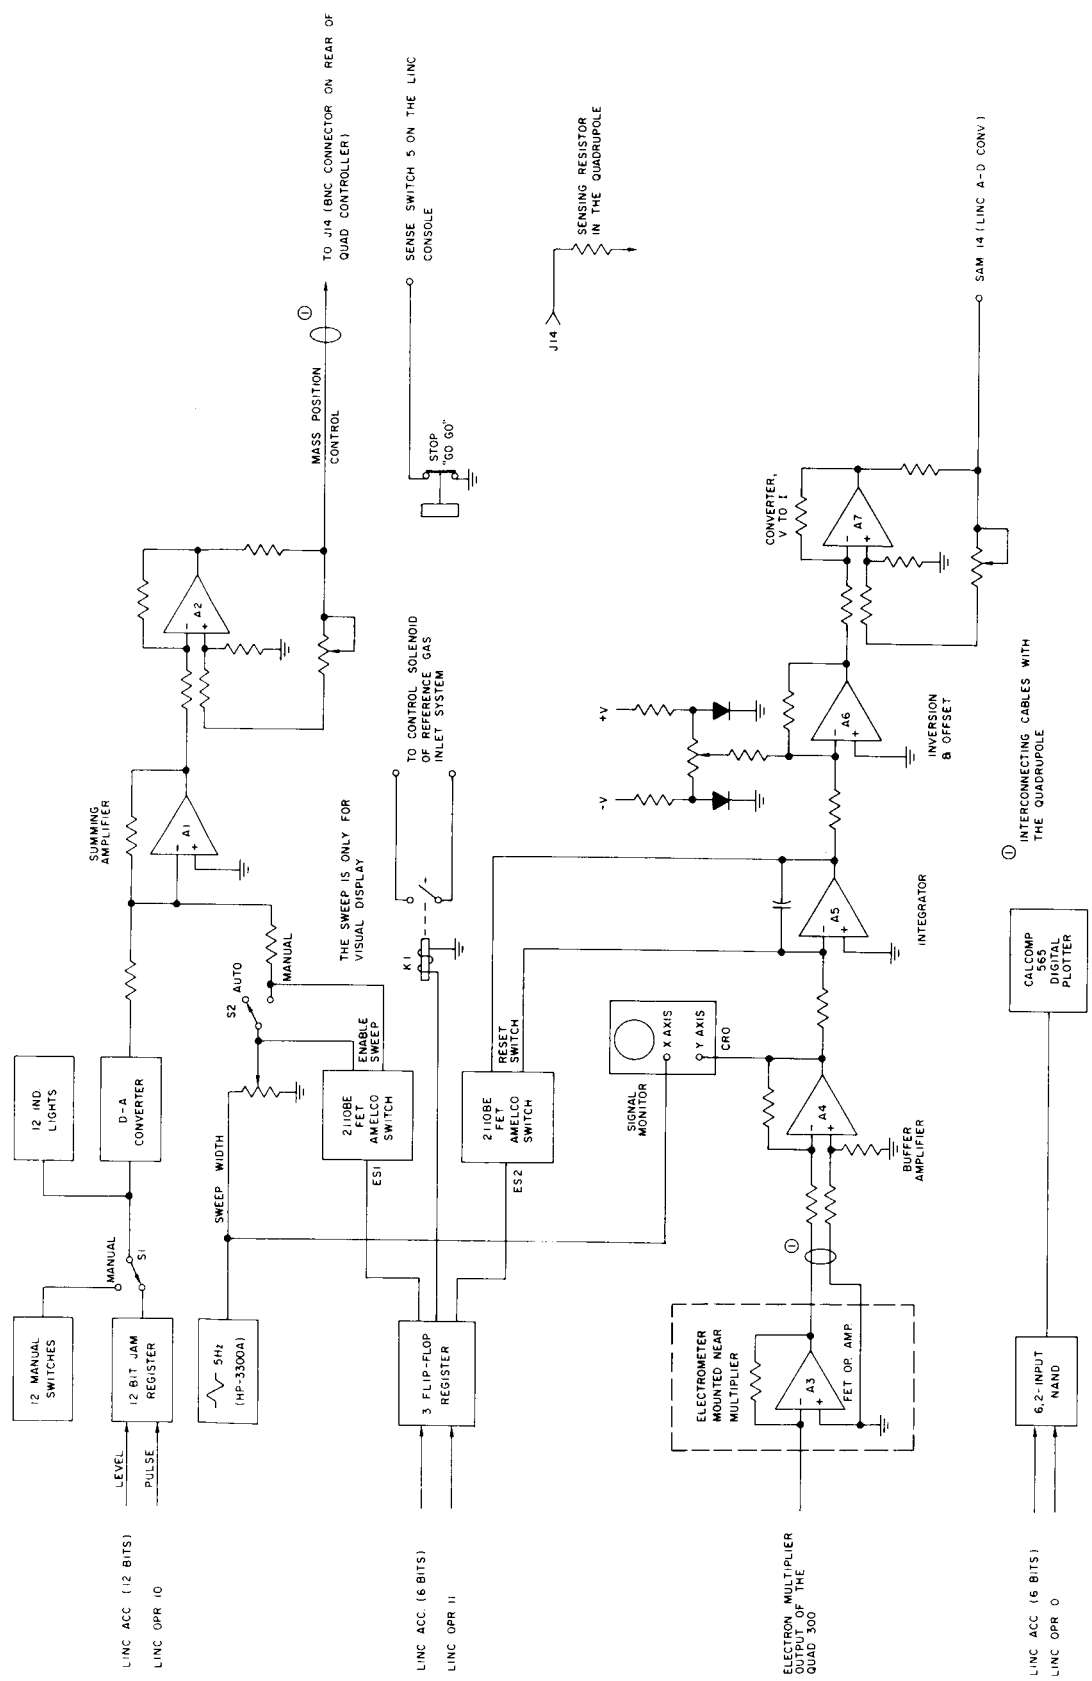 LINC ACC (12 BITS)
LINC OPR 10
LEVEL
PULSE
12 MANUAL
SWITCHES
12 BIT JAM
REGISTER
MANUAL
S1
12 IND.
LIGHTS
D-A
CONVERTER
SUMMING
AMPLIFIER
A1
-
+
A2
-
+
MASS POSITION
CONTROL
1
TO J14 (BNC CONNECTOR ON REAR OF
QUAD CONTROLLER)
5Hz
(HP-3300A)
SWEEP WIDTH
S2
AUTO
MANUAL
THE SWEEP IS ONLY FOR
VISUAL DISPLAY
ENABLE
SWEEP
2110BE
FET
AMELCO
SWITCH
ES1
K1
TO CONTROL SOLENOID
OF REFERENCE GAS
INLET SYSTEM
STOP
"GO GO"
SENSE SWITCH 5 ON THE LINC
CONSOLE
LINC ACC (6 BITS)
LINC OPR 11
3 FLIP-FLOP
REGISTER
2110BE
FET
AMELCO
SWITCH
ES2
RESET
SWITCH
J14
SENSING RESISTOR
IN THE QUADRUPOLE
SIGNAL
MONITOR
X AXIS
Y AXIS
CRO
-V
+V
ELECTRON MULTIPLIER
OUTPUT OF THE
QUAD 300
ELECTROMETER
MOUNTED NEAR
MULTIPLIER
A3
-
+
FET OP. AMP.
1
A4
-
+
BUFFER
AMPLIFIER
A5
-
+
INTEGRATOR
A6
-
+
INVERSION
& OFFSET
CONVERTER,
V TO I
A7
-
+
SAM 14 (LINC A-D CONV)
LINC ACC (6 BITS)
LINC OPR 0
6,2-INPUT
NAND
CALCOMP
565
DIGITAL
PLOTTER
1 INTERCONNECTING CABLES WITH
THE QUADRUPOLE